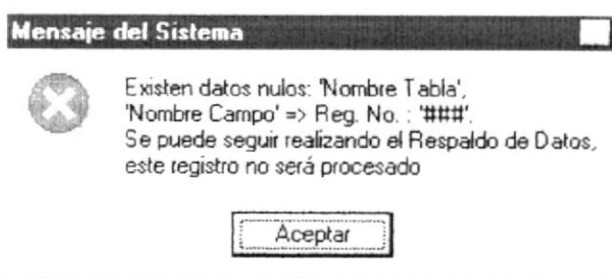 Mensaje del Sistema
Existen datos nulos: 'Nombre Tabla',
'Nombre Campo' => Reg. No. : '###'.
Se puede seguir realizando el Respaldo de Datos,
este registro no será procesado
Aceptar